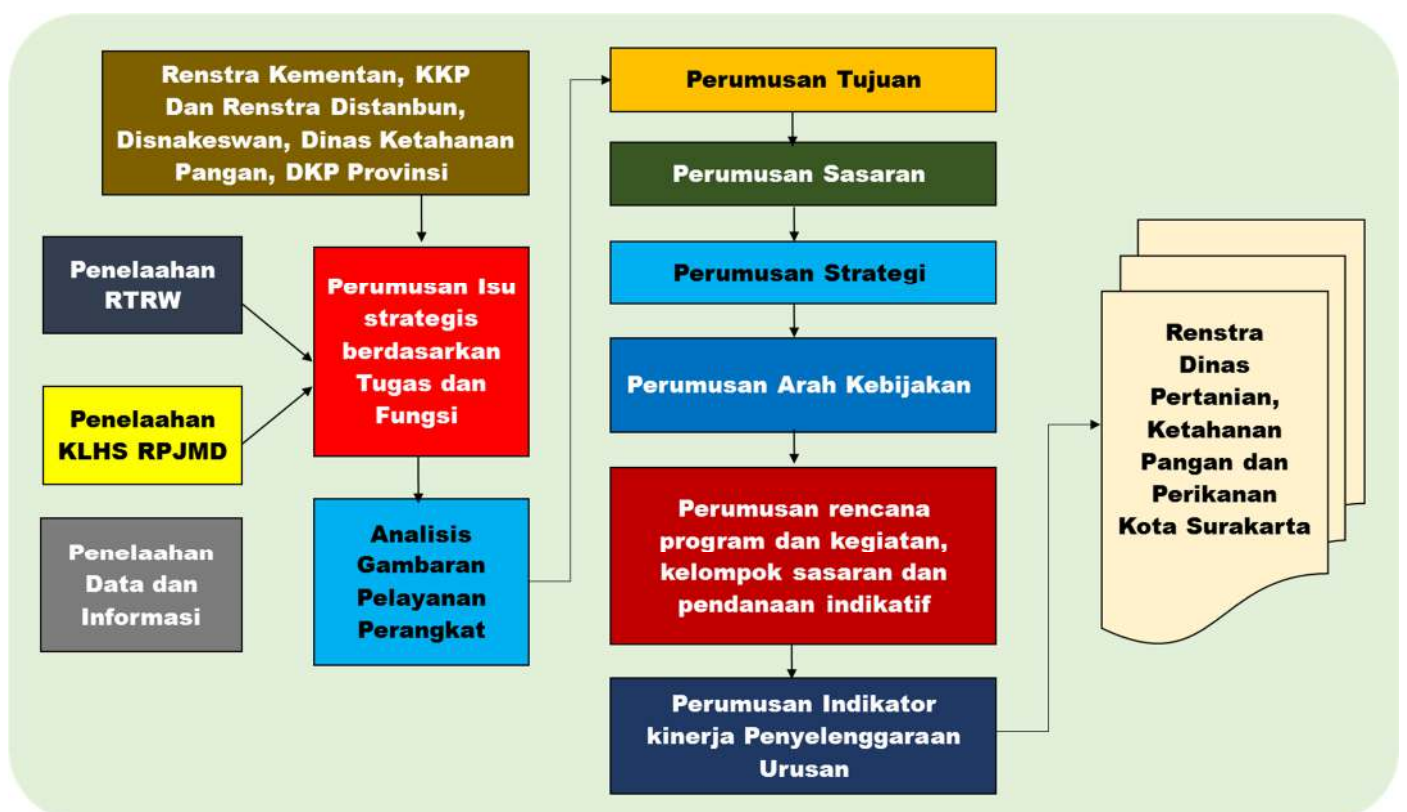 Renstra Kementan, KKP
Dan Renstra Distanbun,
Disnakeswan, Dinas Ketahanan
Pangan, DKP Provinsi
Penelaahan
RTRW
Penelaahan
KLHS RPJMD
Penelaahan
Data dan
Informasi
Perumusan Isu
strategis
berdasarkan
Tugas dan
Fungsi
Analisis
Gambaran
Pelayanan
Perangkat
Perumusan Tujuan
Perumusan Sasaran
Perumusan Strategi
Perumusan Arah Kebijakan
Perumusan rencana
program dan kegiatan,
kelompok sasaran dan
pendanaan indikatif
Perumusan Indikator
kinerja Penyelenggaraan
Urusan
Renstra
Dinas
Pertanian,
Ketahanan
Pangan dan
Perikanan
Kota Surakarta